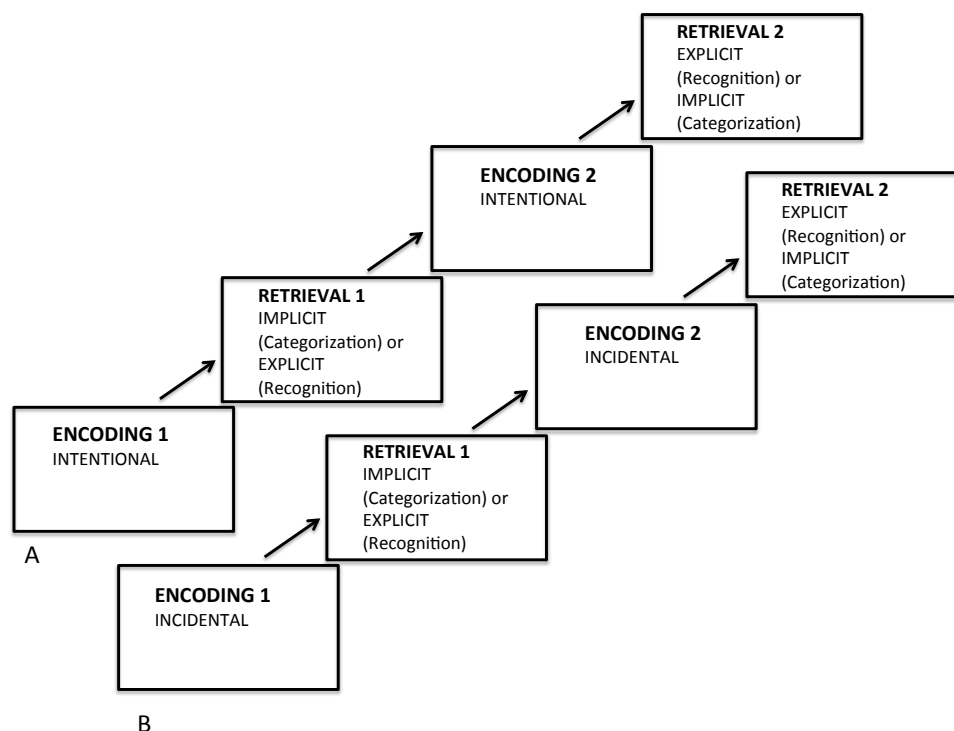 RETRIEVAL 2
EXPLICIT
(Recognition) or
IMPLICIT
(Categorization)
ENCODING 2
INTENTIONAL
RETRIEVAL 1
IMPLICIT
(Categorization) or
EXPLICIT
(Recognition)
ENCODING 1
INTENTIONAL
A
RETRIEVAL 2
EXPLICIT
(Recognition) or
IMPLICIT
(Categorization)
ENCODING 2
INCIDENTAL
RETRIEVAL 1
IMPLICIT
(Categorization) or
EXPLICIT
(Recognition)
ENCODING 1
INCIDENTAL
B